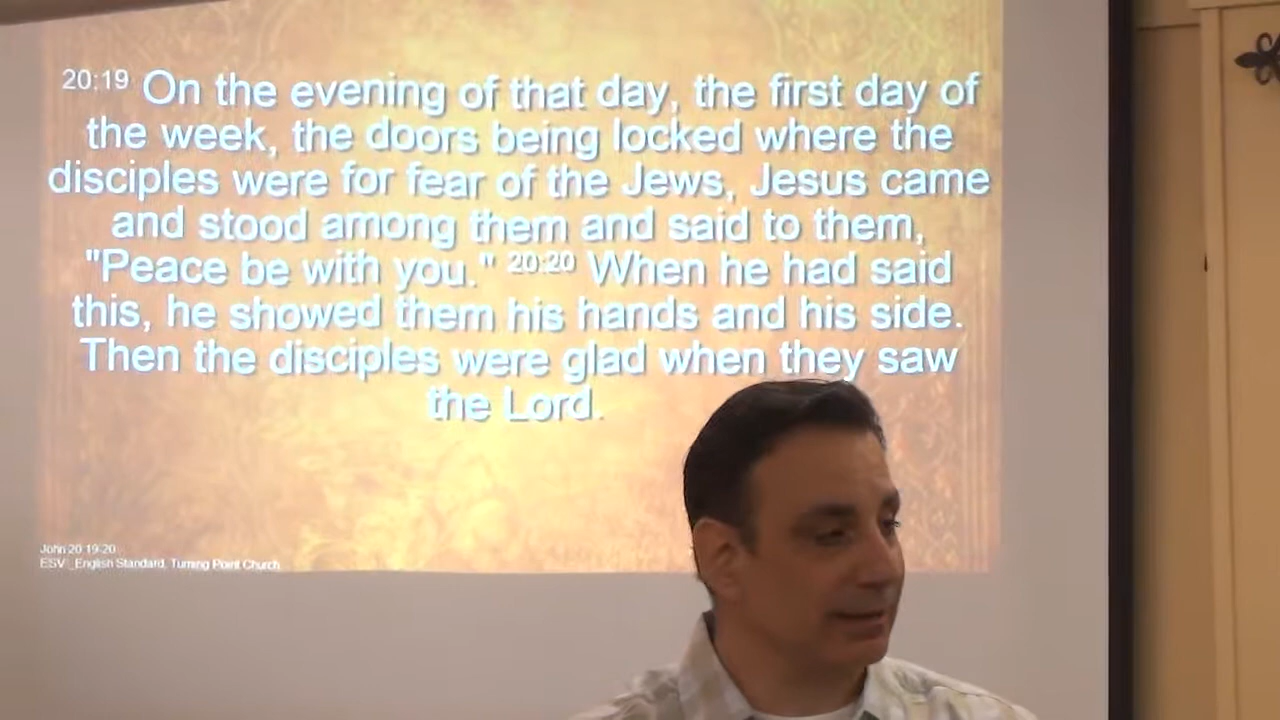 20:19 On the evening of that day, the first day of
the week, the doors being locked where the
disciples were for fear of the Jews, Jesus came
and stood among them and said to them,
"Peace be with you." 20:20 When he had said
this, he showed them his hands and his side.
Then the disciples were glad when they saw
the Lord.
John 20:19-20
ESV:_English Standard, Turning Point Church